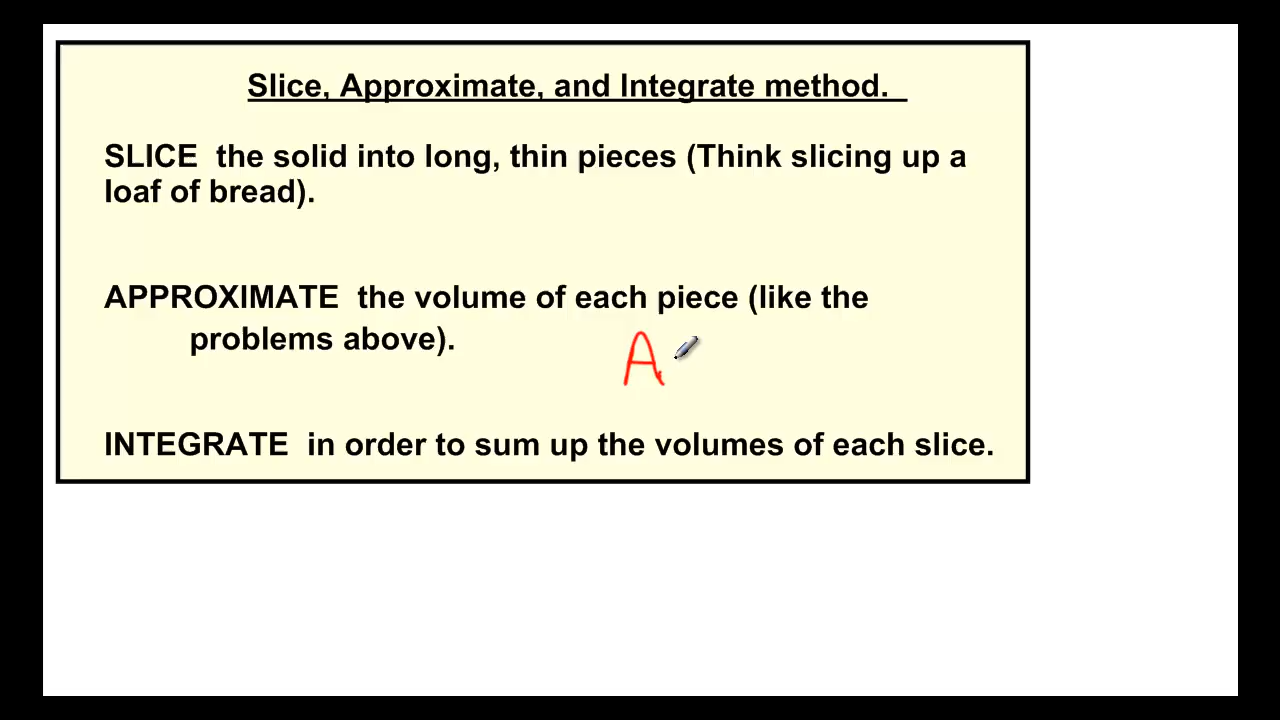 Slice, Approximate, and Integrate method.
SLICE the solid into long, thin pieces (Think slicing up a
loaf of bread).
APPROXIMATE the volume of each piece (like the
problems above).
A
INTEGRATE in order to sum up the volumes of each slice.